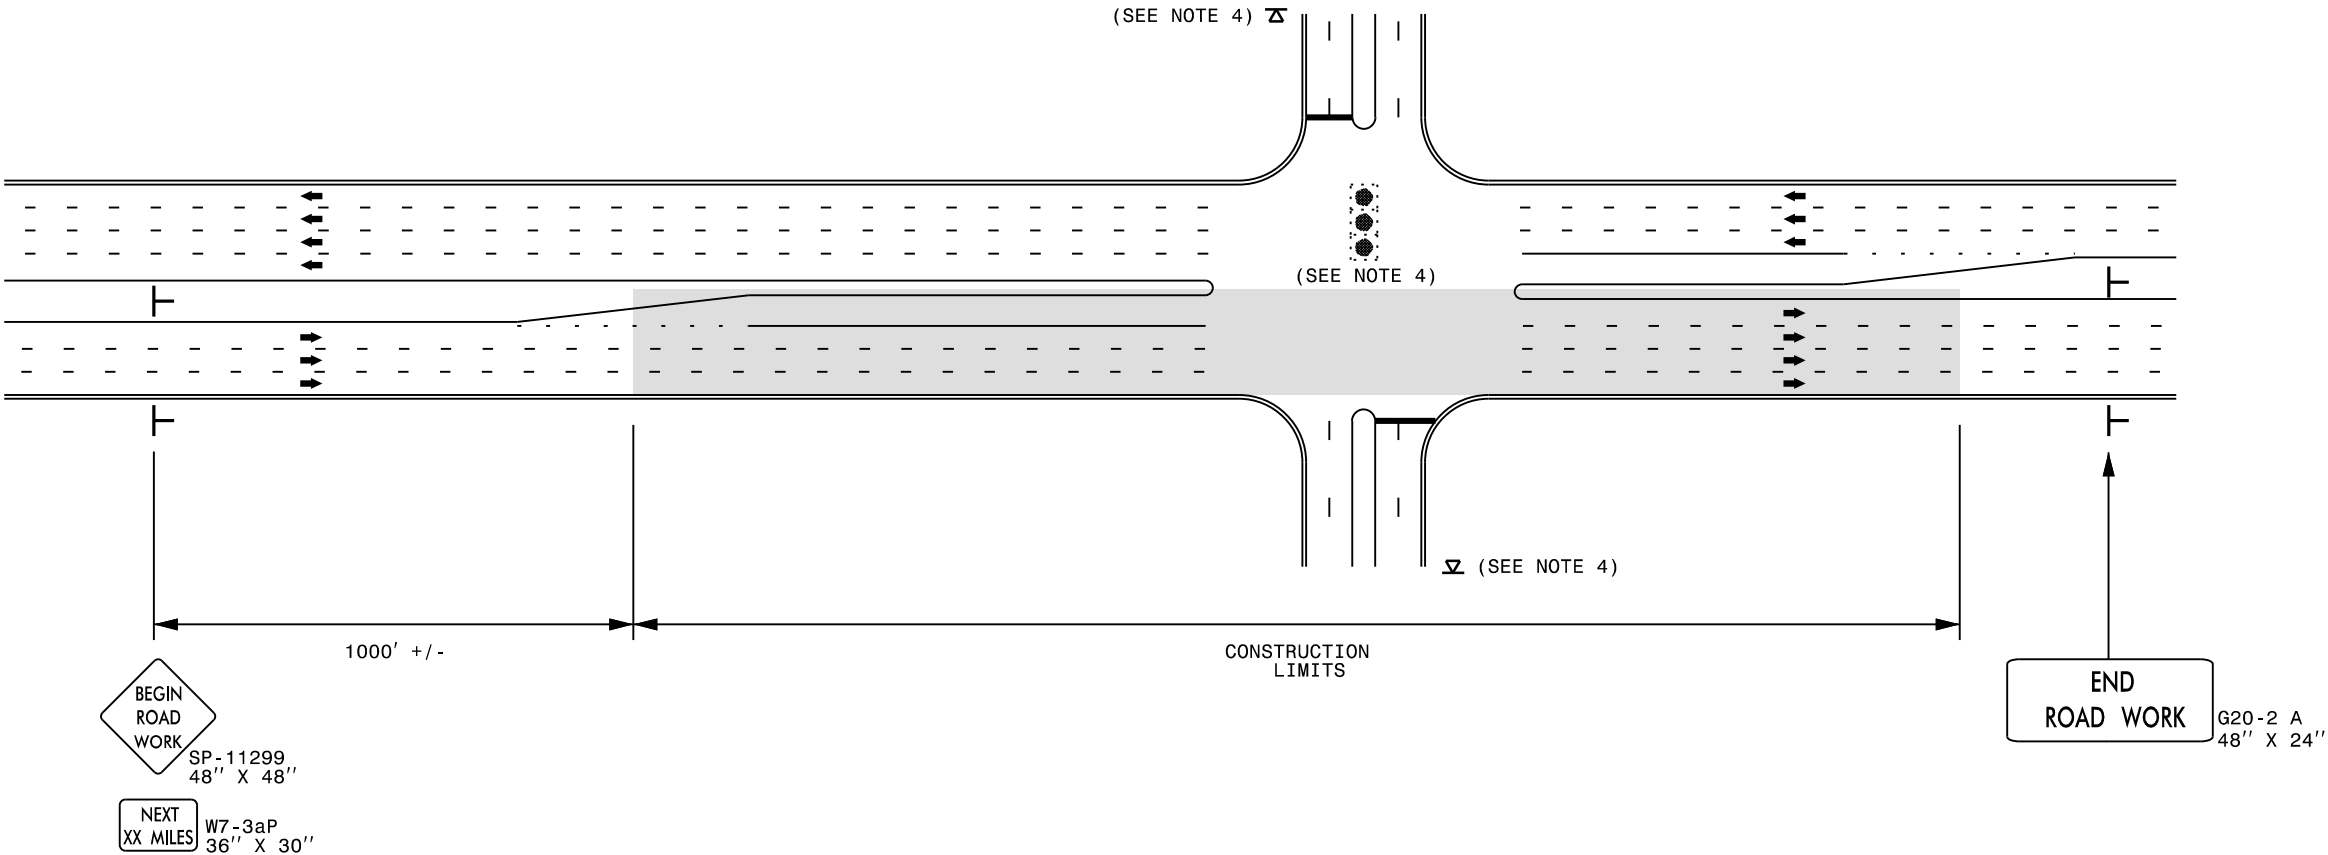 (SEE NOTE 4)
(SEE NOTE 4)
(SEE NOTE 4)
1000' +/-
CONSTRUCTION
LIMITS
BEGIN
ROAD
WORK
SP-11299
48'' X 48''
END
ROAD WORK
G20-2 A
48'' X 24''
NEXT
XX MILES
W7-3aP
36'' X 30''